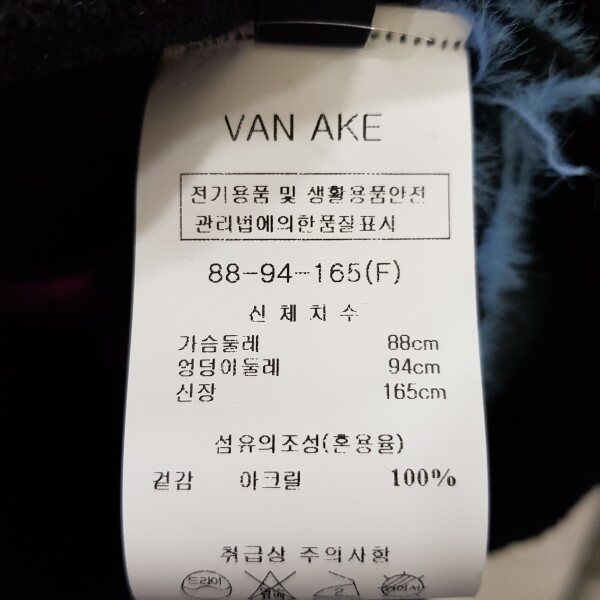 VAN AKE
전기용품 및 생활용품안전
관리법에의한품질표시
88-94-165(F)
신 체 치 수
가슴둘레 88cm
엉덩이둘레 94cm
신장 165cm
섬유의조성(혼용율)
겉감 아크릴 100%
취급상 주의사항
드라이